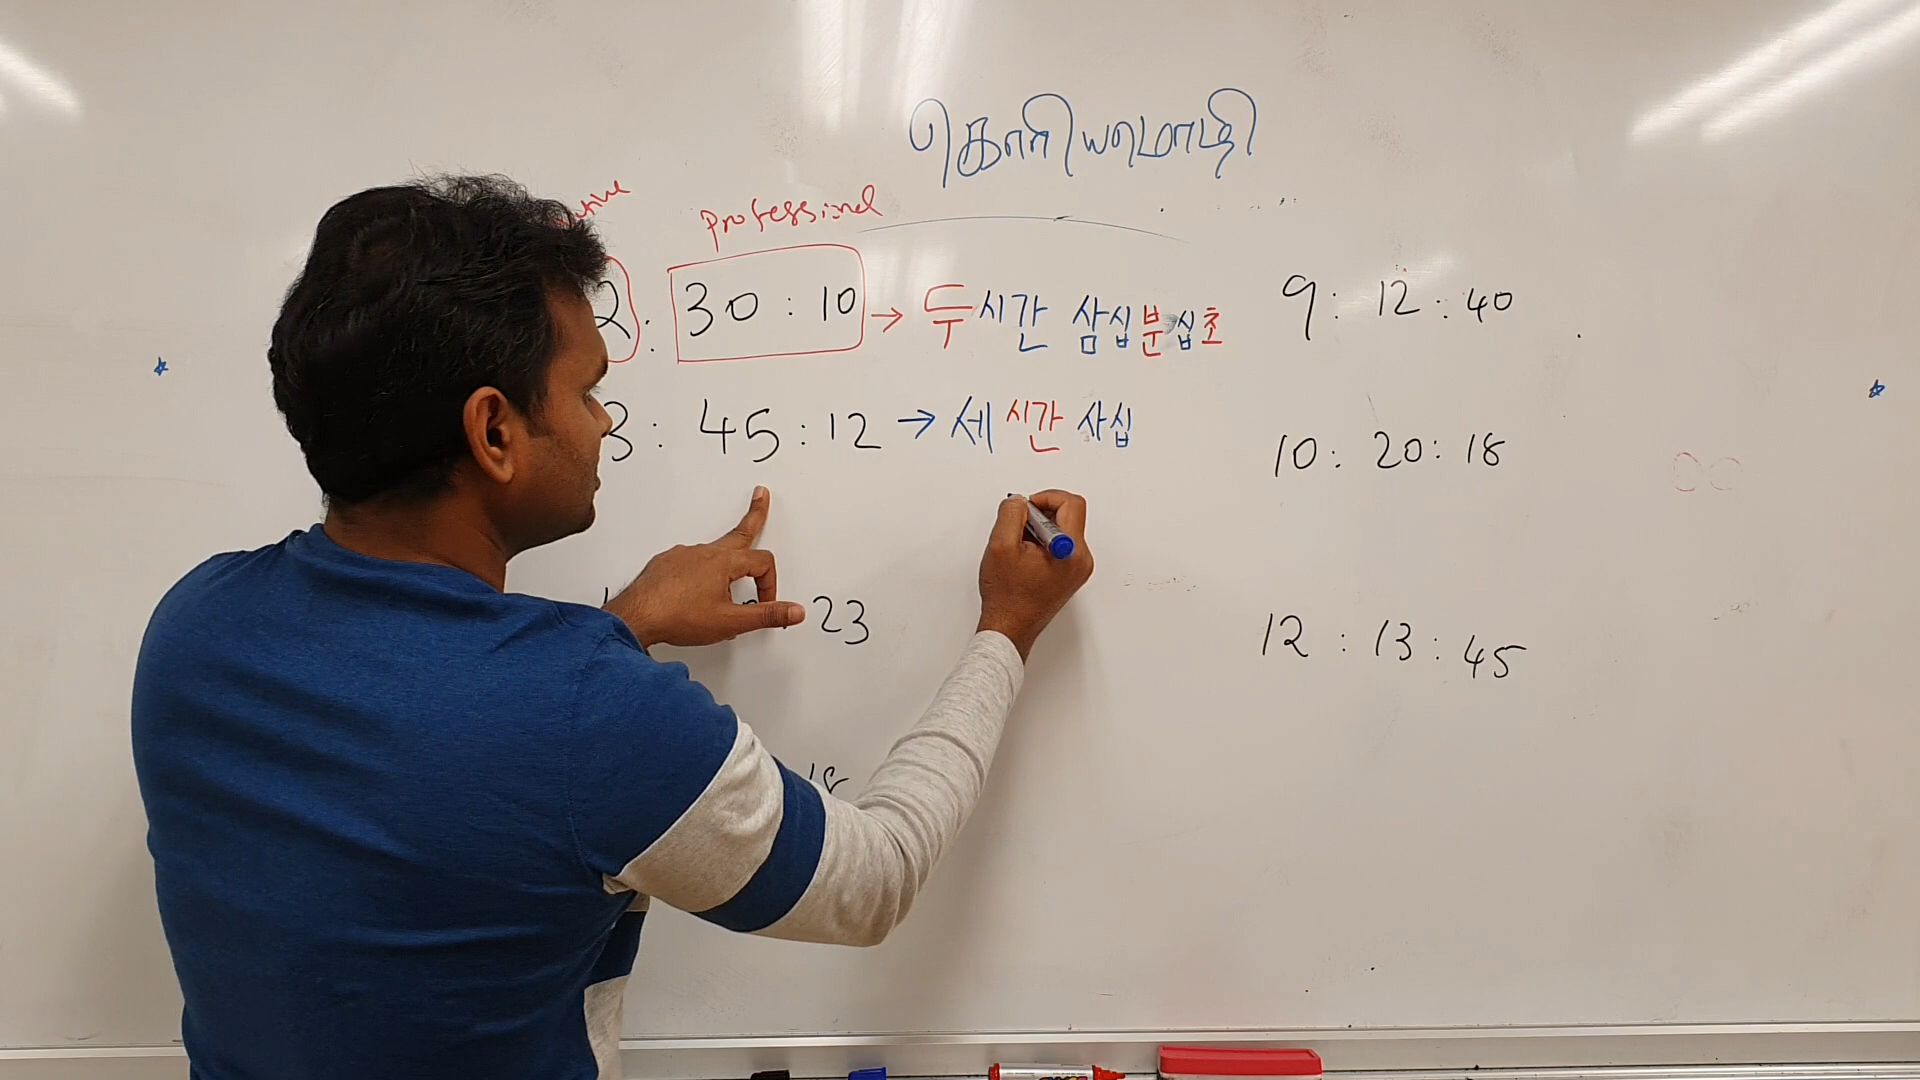 கொரியமொழி
Professional
2 : 30 : 10 → 두시간 삼십분십초
3 : 45 : 12 → 세시간 사십
23
18
9 : 12 : 40
10 : 20 : 18
12 : 13 : 45